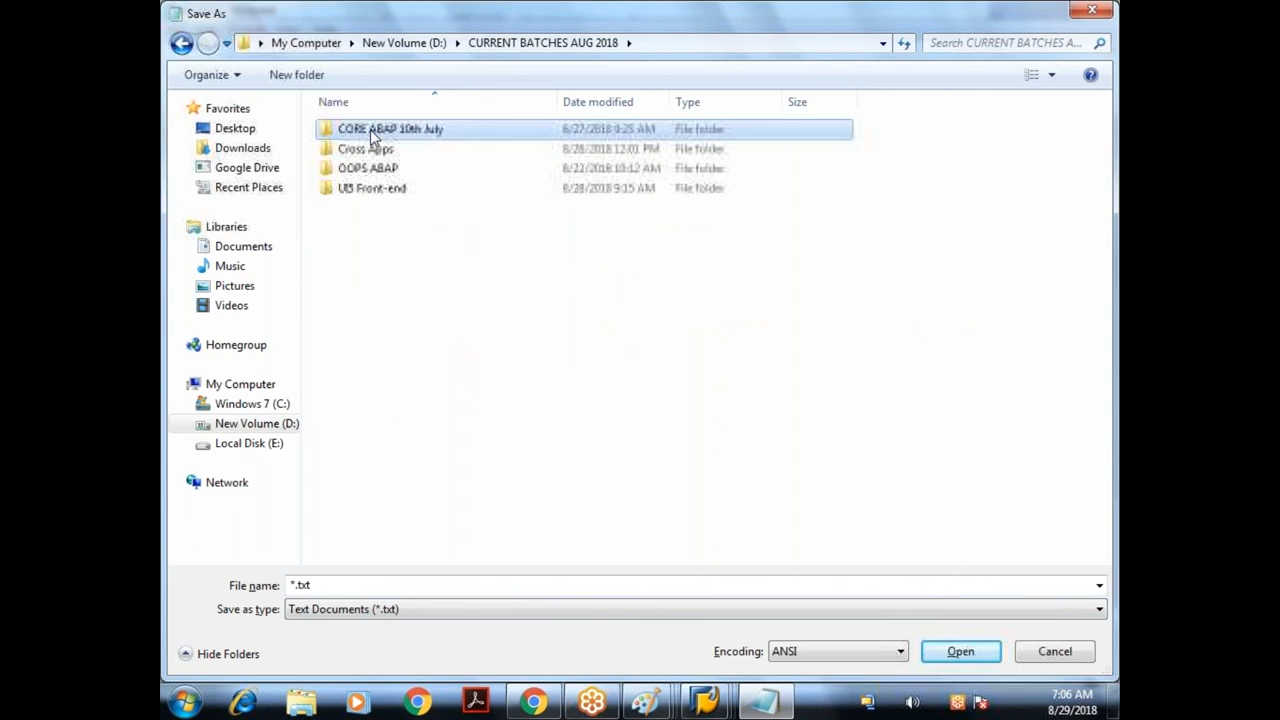 Save As
My Computer New Volume (D:) CURRENT BATCHES AUG 2018 Search CURRENT BATCHES A...
Organize New folder
Name Date modified Type Size
Favorites
Desktop
Downloads
Google Drive
Recent Places
Libraries
Documents
Music
Pictures
Videos
Homegroup
My Computer
Windows 7 (C:)
New Volume (D:)
Local Disk (E:)
Network
CORE ABAP 10th July 8/27/2018 File folder
Cross Apps 8/28/2018 12:01 PM File folder
OOPS ABAP 8/22/2018 10:12 AM File folder
Front-end 8/28/2018 9:15 AM File folder
File name: *.txt
Save as type: Text Documents (*.txt)
Hide Folders Encoding: ANSI Open Cancel
7:06 AM
8/29/2018